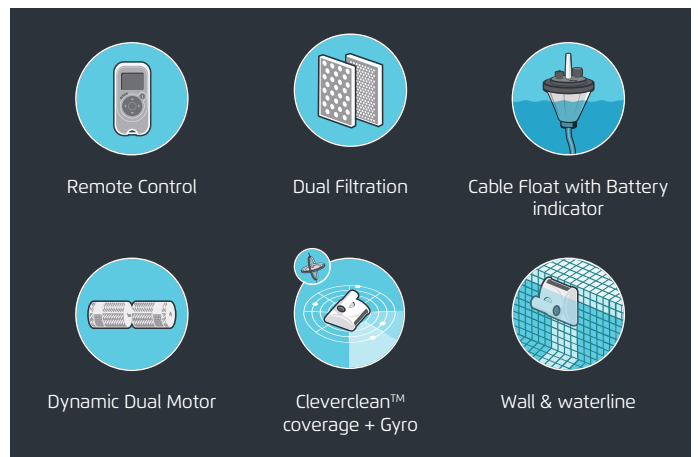 Remote Control
Dual Filtration
Cable Float with Battery
indicator
Dynamic Dual Motor
Cleverclean™
coverage + Gyro
Wall & waterline